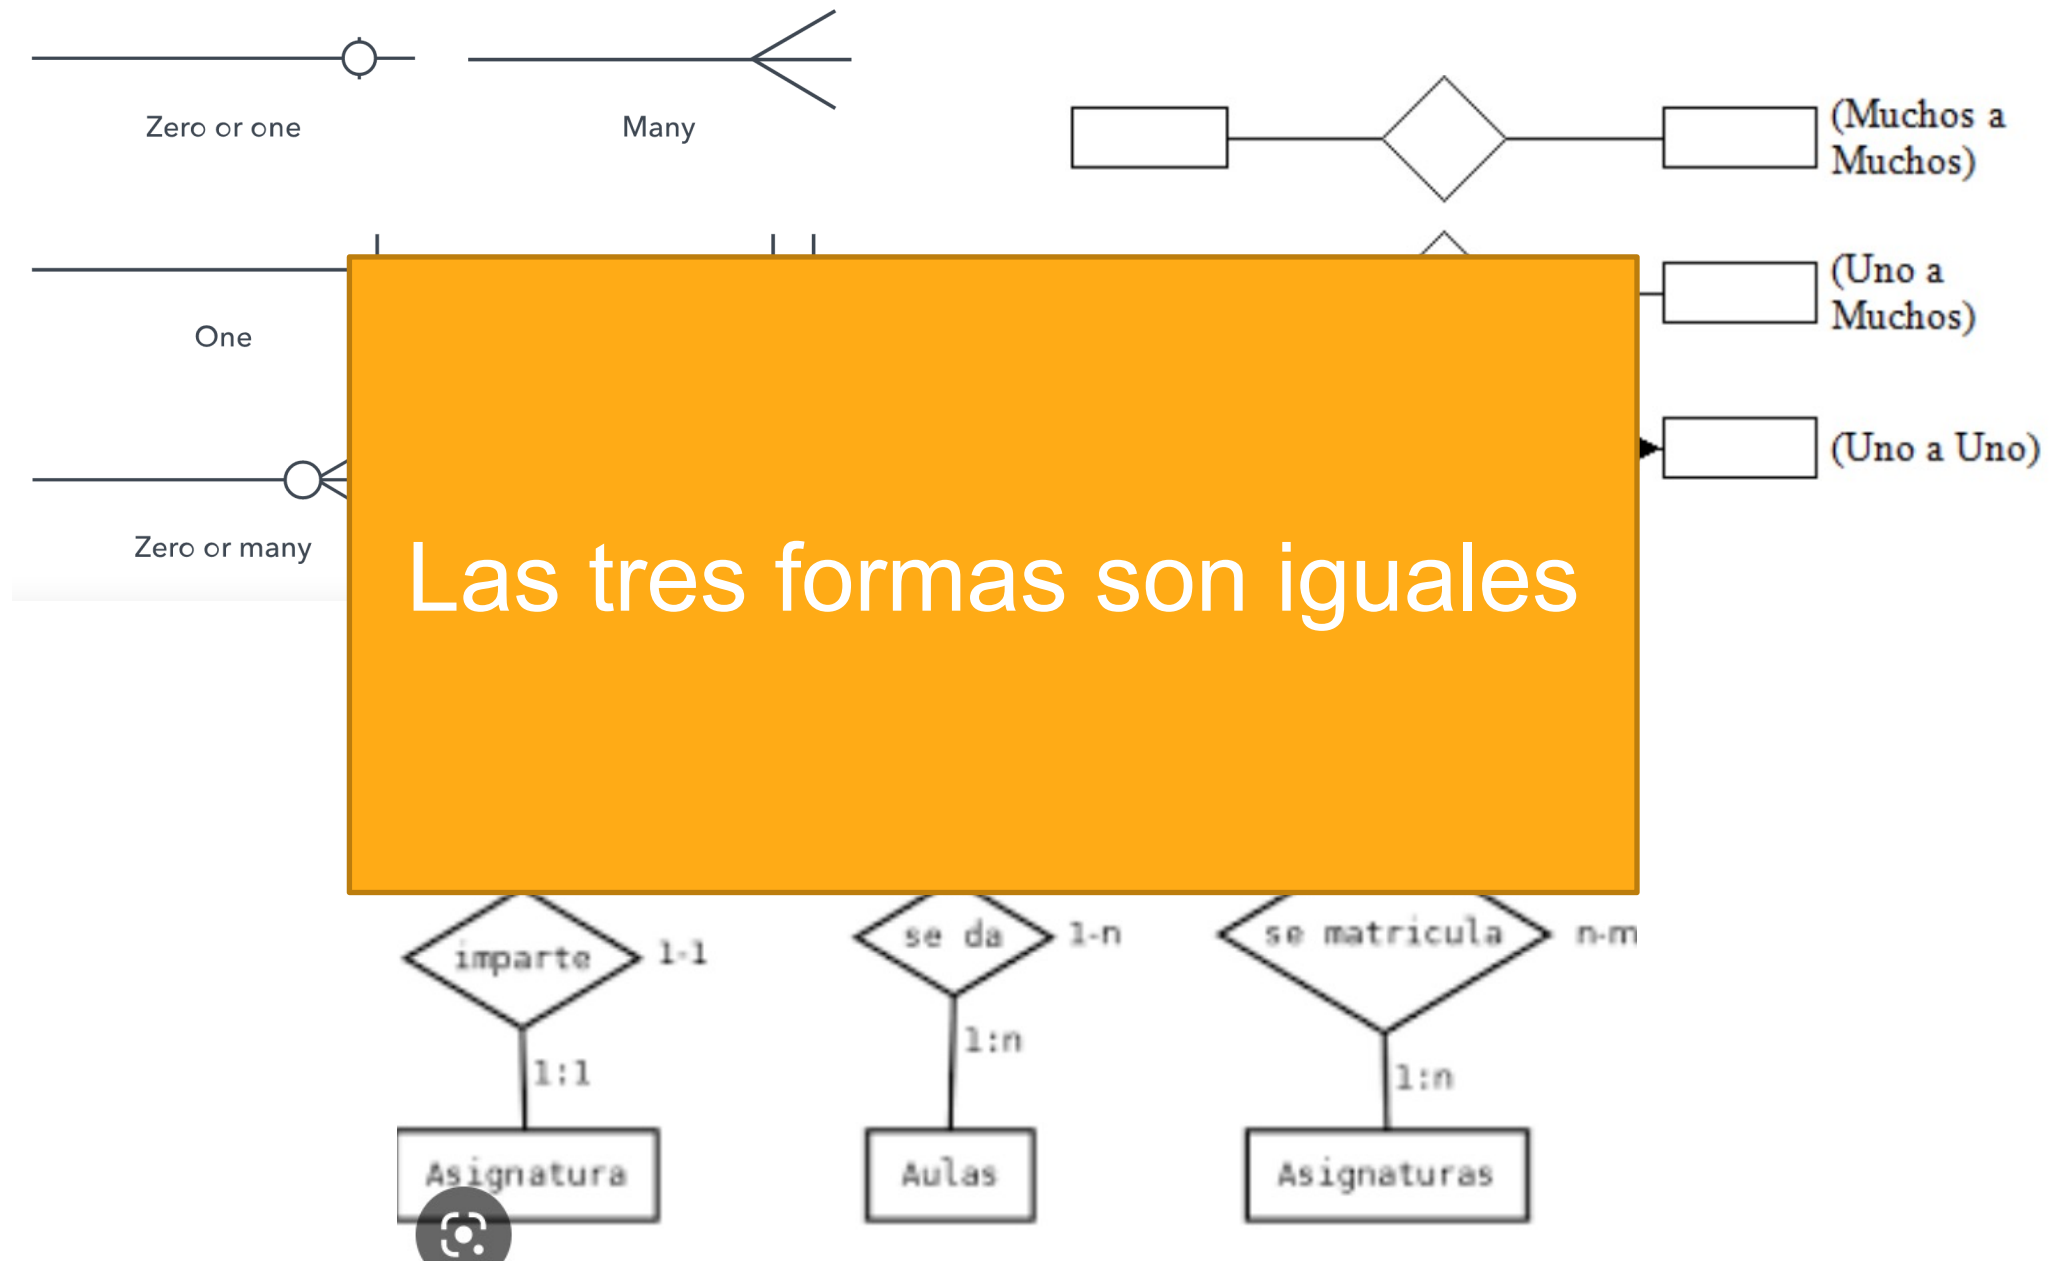 Zero or one
Many
(Muchos a
Muchos)
(Uno a
Muchos)
One
(Uno a Uno)
Zero or many
Las tres formas son iguales
imparte
1-1
se da
1-n
se matricula
n-m
1:1
1:n
1:n
Asignatura
Aulas
Asignaturas